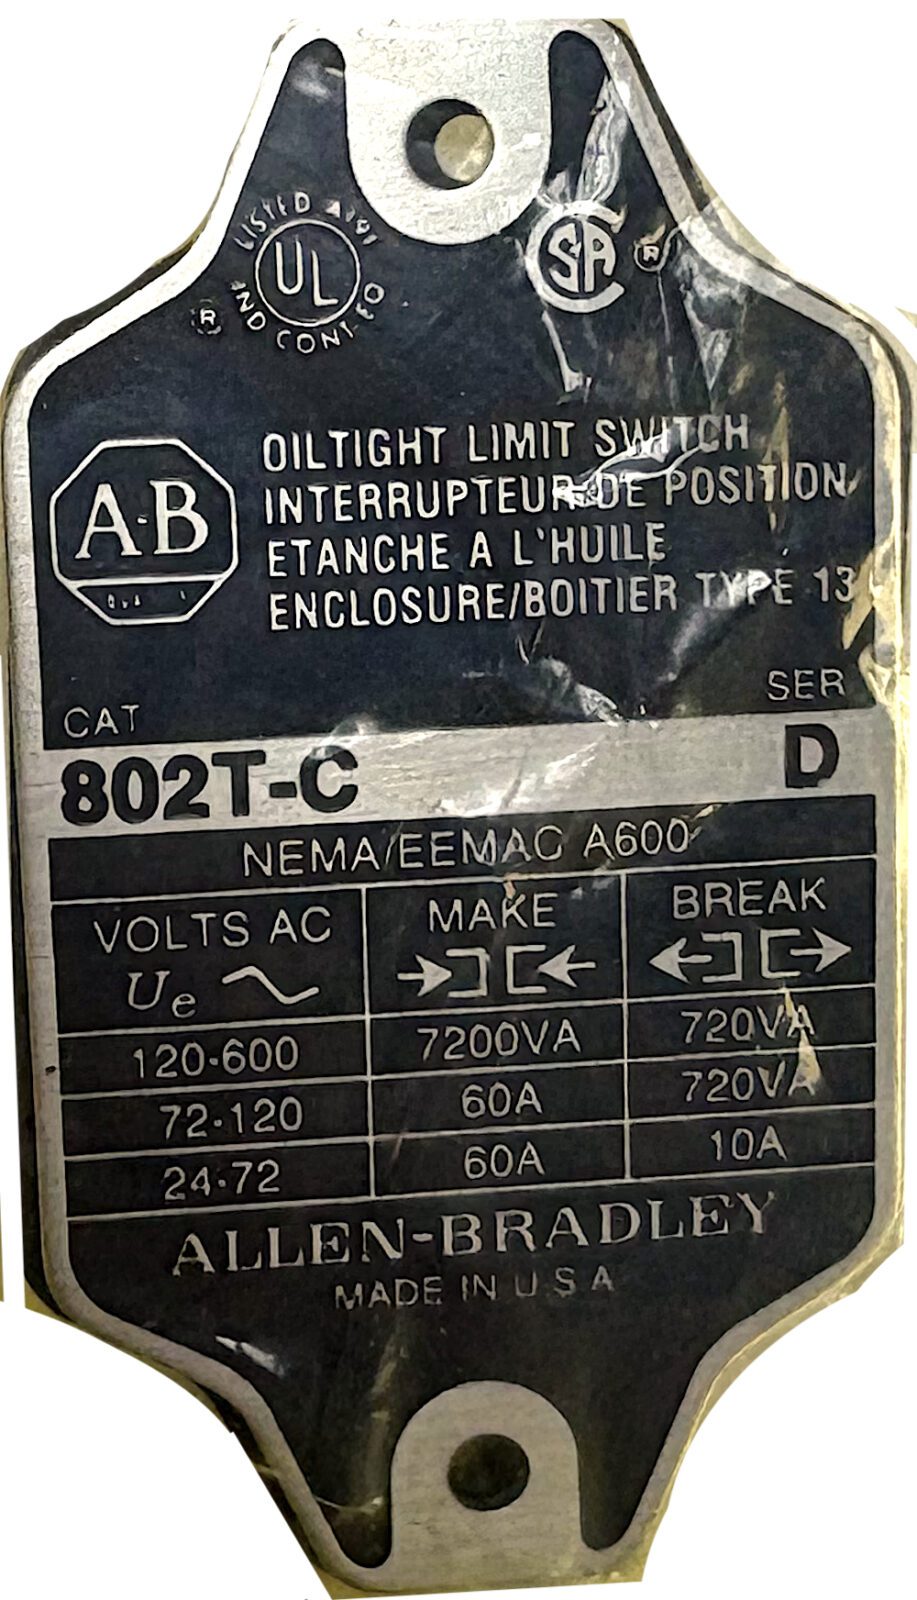 LISTED
UL
IND CONT EQ
®
SA
®
A-B
OILTIGHT LIMIT SWITCH
INTERRUPTEUR DE POSITION
ETANCHE A L'HUILE
ENCLOSURE/BOITIER TYPE 13
CAT SER
802T-C D
NEMA/EEMAC A600
VOLTS AC MAKE BREAK
Ue
120-600 7200VA 720VA
72-120 60A 720VA
24-72 60A 10A
ALLEN-BRADLEY
MADE IN U S A